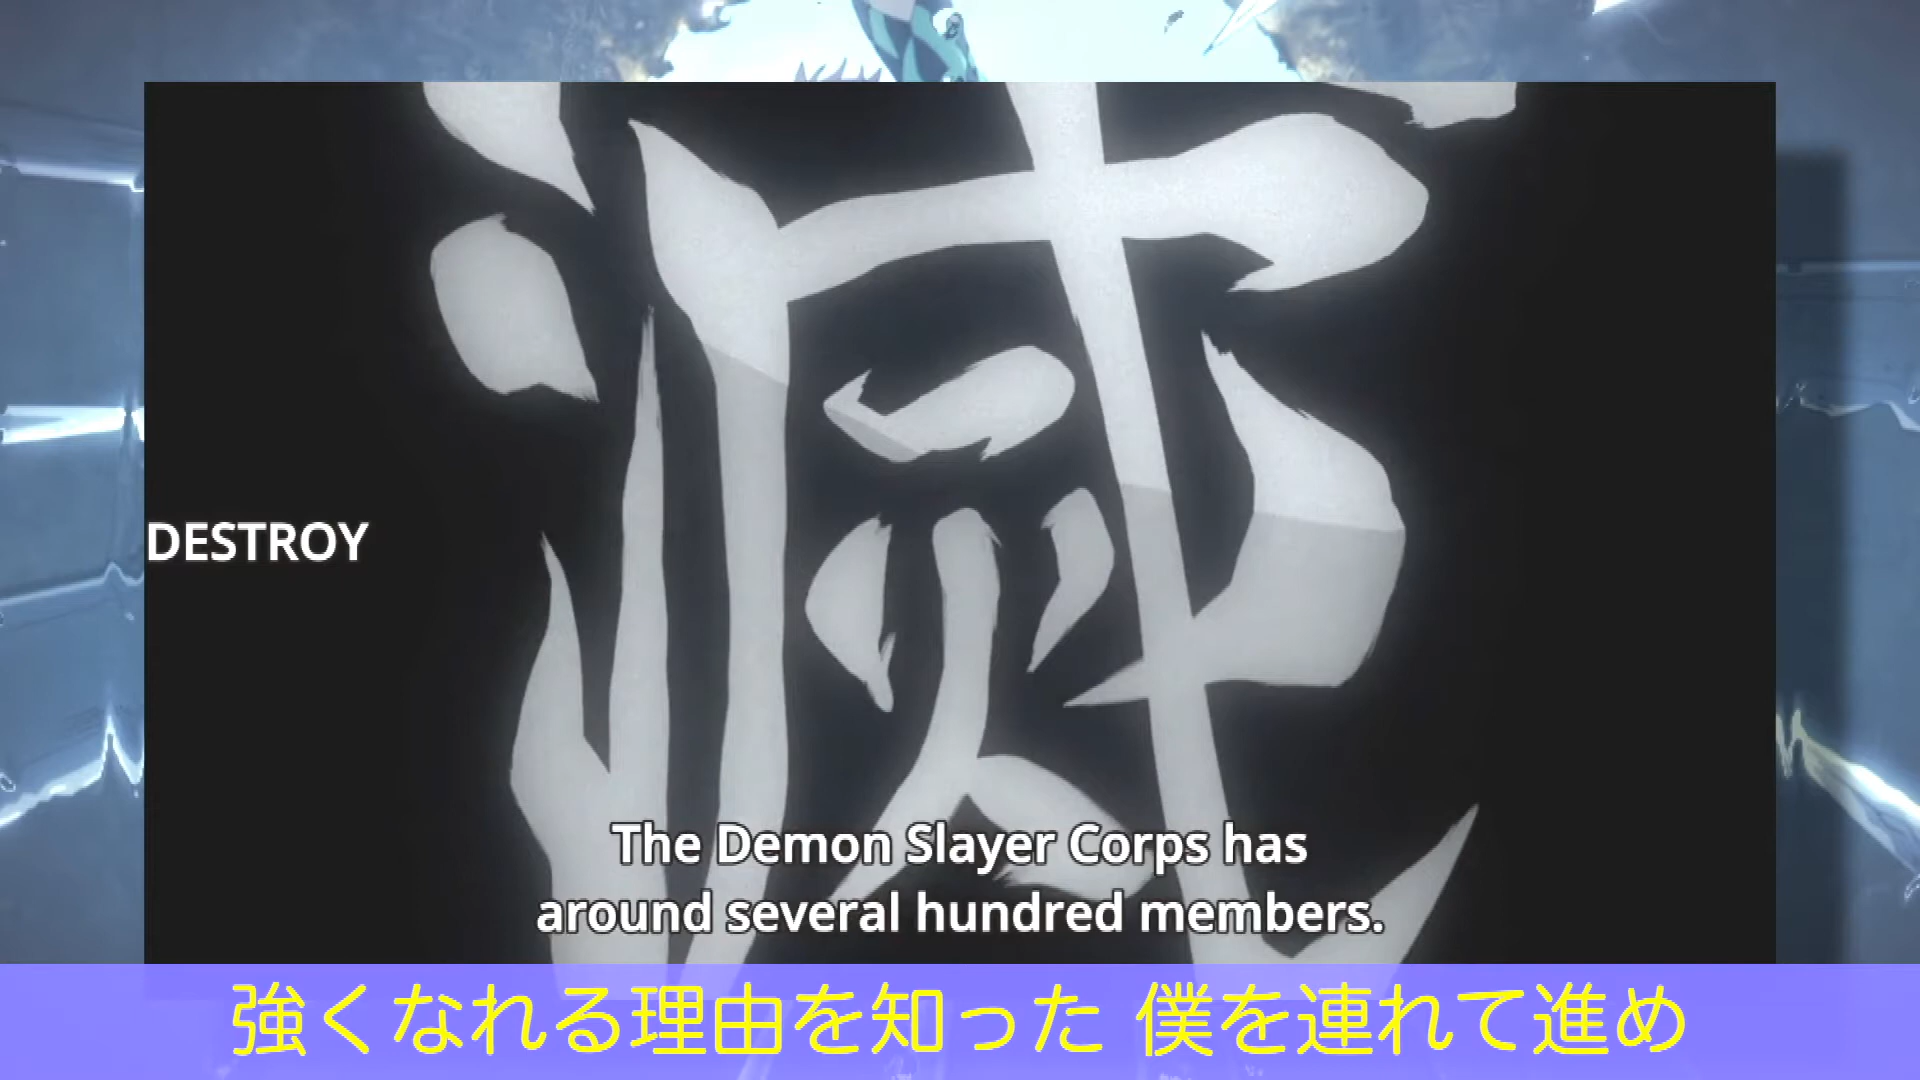 滅
DESTROY
The Demon Slayer Corps has
around several hundred members.
強くなれる理由を知った 僕を連れて進め